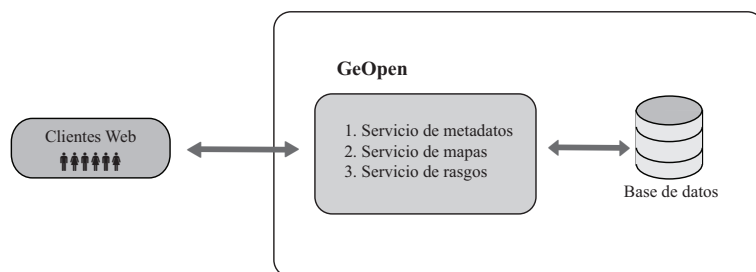 GeOpen
Clientes Web
1. Servicio de metadatos
2. Servicio de mapas
3. Servicio de rasgos
Base de datos